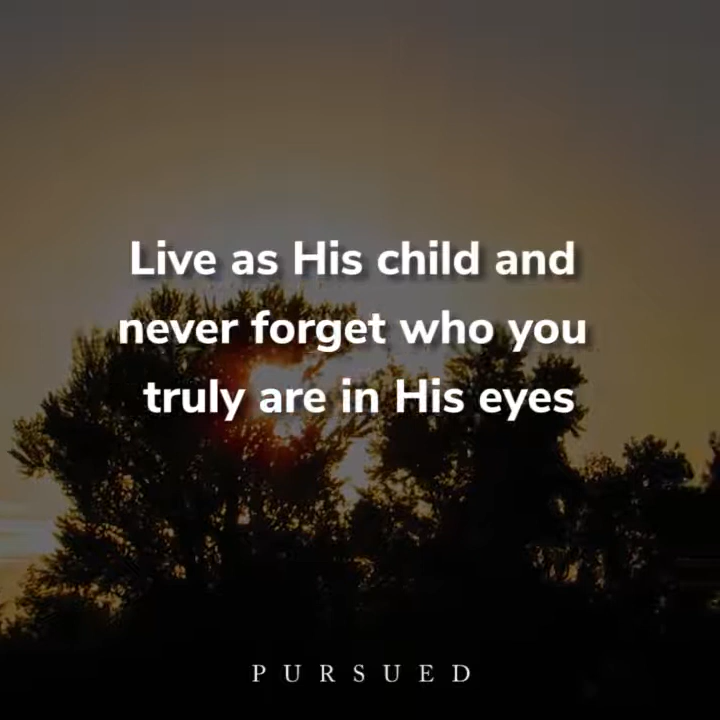 Live as His child and
never forget who you
truly are in His eyes
PURSUED